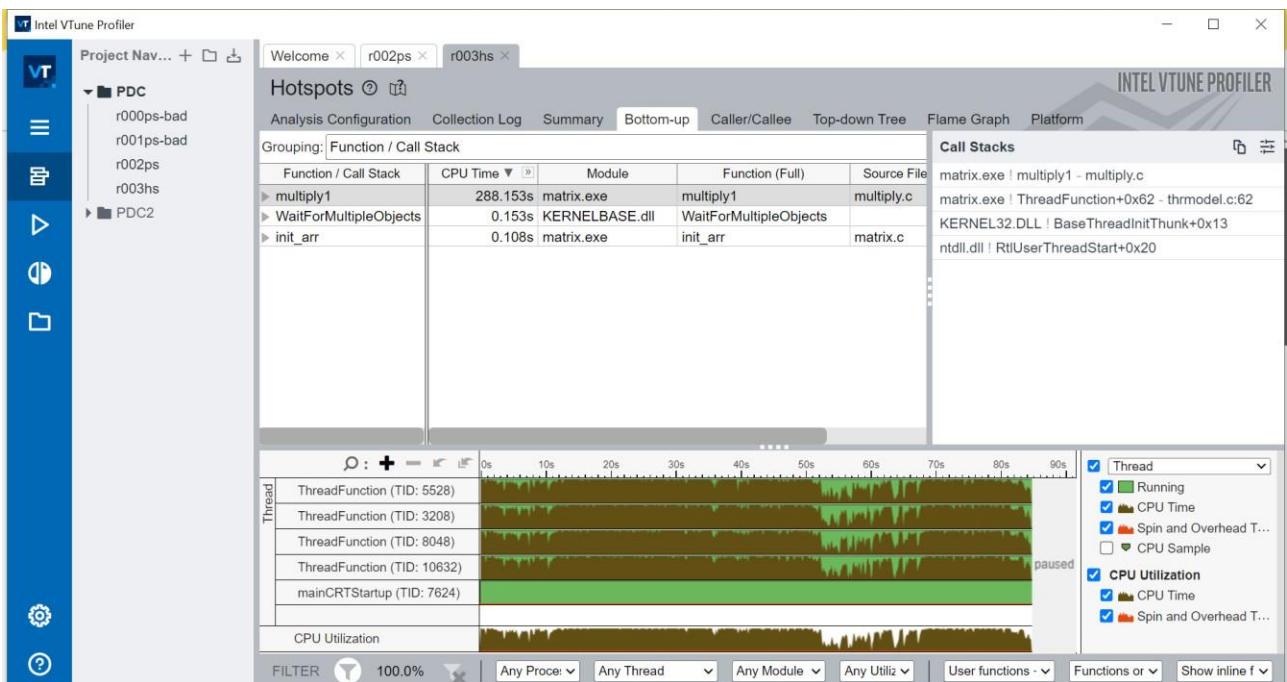 Intel VTune Profiler
VT
Project Nav...
PDC
r000ps-bad
r001ps-bad
r002ps
r003hs
PDC2
Welcome r002ps r003hs
Hotspots
INTEL VTUNE PROFILER
Analysis Configuration Collection Log Summary Bottom-up Caller/Callee Top-down Tree Flame Graph Platform
Grouping: Function / Call Stack
Function / Call Stack CPU Time Module Function (Full) Source File
multiply1 288.153s matrix.exe multiply1 multiply.c
WaitForMultipleObjects 0.153s KERNELBASE.dll WaitForMultipleObjects
init_arr 0.108s matrix.exe init_arr matrix.c
Call Stacks
matrix.exe ! multiply1 - multiply.c
matrix.exe ! ThreadFunction+0x62 - thrmodel.c:62
KERNEL32.DLL ! BaseThreadInitThunk+0x13
ntdll.dll ! RtlUserThreadStart+0x20
0s 10s 20s 30s 40s 50s 60s 70s 80s 90s
Thread
ThreadFunction (TID: 5528)
ThreadFunction (TID: 3208)
ThreadFunction (TID: 8048)
ThreadFunction (TID: 10632)
mainCRTStartup (TID: 7624)
paused
CPU Utilization
Thread
Running
CPU Time
Spin and Overhead T...
CPU Sample
CPU Utilization
CPU Time
Spin and Overhead T...
FILTER 100.0% Any Proce: Any Thread Any Module Any Utiliz User functions - Functions or Show inline f